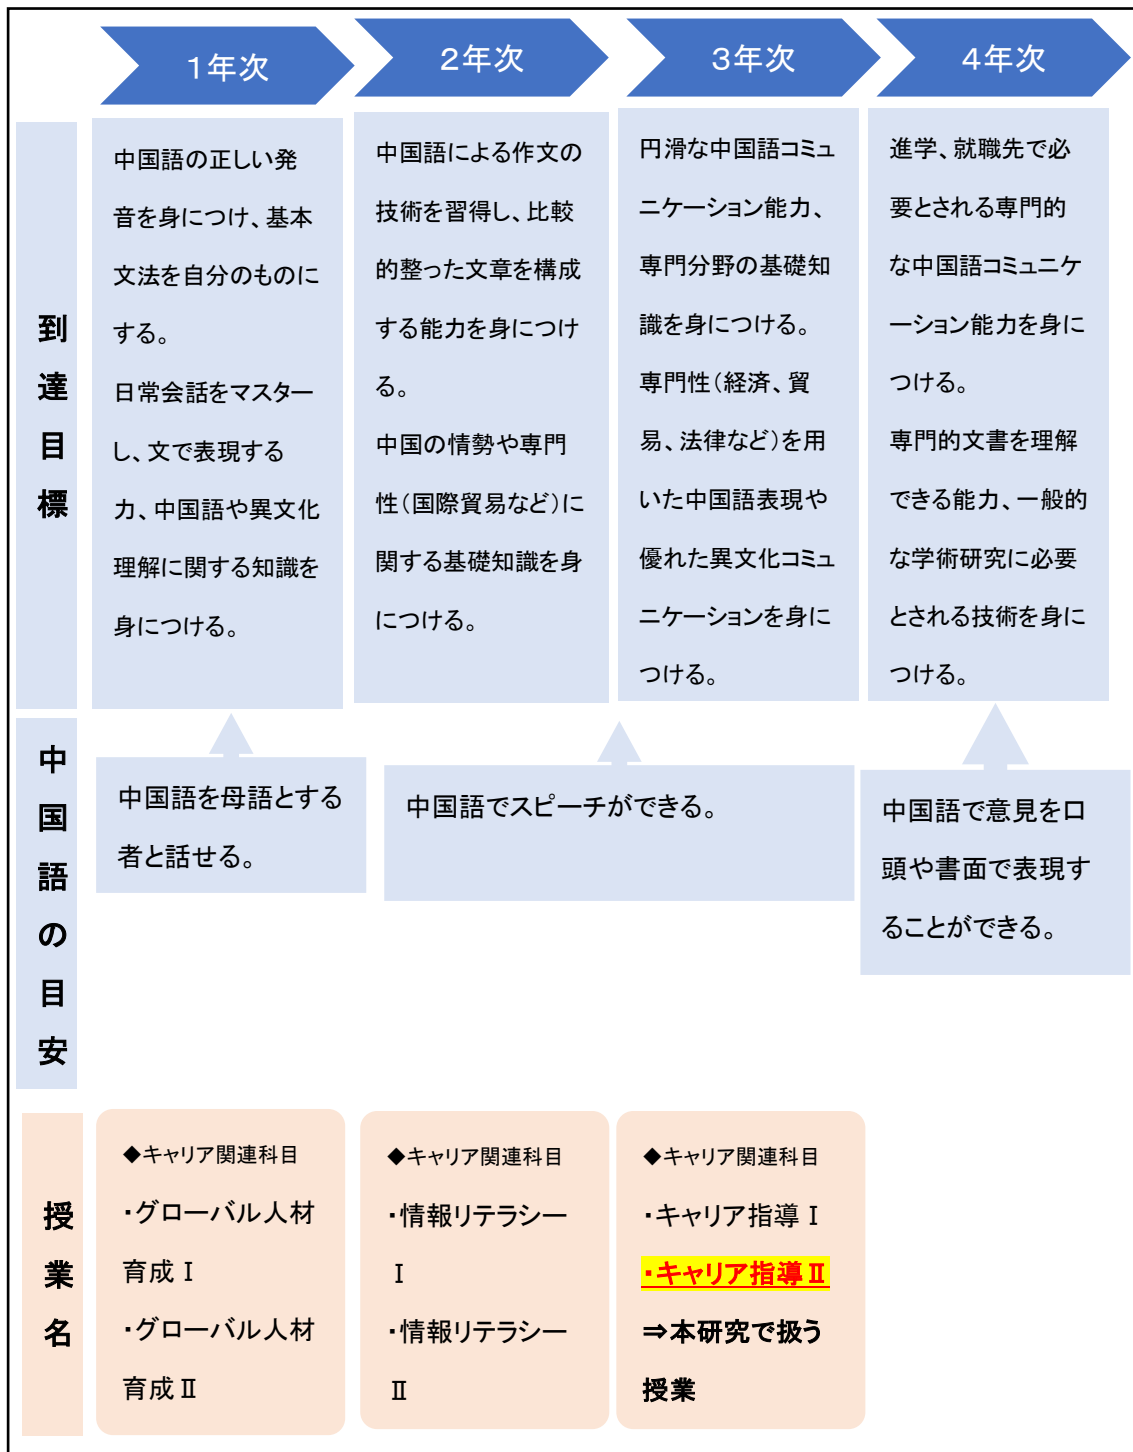 1年次
2年次
3年次
4年次
到達目標
中国語の正しい発
音を身につけ、基本
文法を自分のものに
する。
日常会話をマスター
し、文で表現する
力、中国語や異文化
理解に関する知識を
身につける。
中国語による作文の
技術を習得し、比較
的整った文章を構成
する能力を身につけ
る。
中国の情勢や専門
性(国際貿易など)に
関する基礎知識を身
につける。
円滑な中国語コミュ
ニケーション能力、
専門分野の基礎知
識を身につける。
専門性(経済、貿
易、法律など)を用
いた中国語表現や
優れた異文化コミュ
ニケーションを身に
つける。
進学、就職先で必
要とされる専門的
な中国語コミュニケ
ーション能力を身に
つける。
専門的文書を理解
できる能力、一般的
な学術研究に必要
とされる技術を身に
つける。
中国語の目安
中国語を母語とする
者と話せる。
中国語でスピーチができる。
中国語で意見を口
頭や書面で表現す
ることができる。
授業名
◆キャリア関連科目
・グローバル人材
育成Ⅰ
・グローバル人材
育成Ⅱ
◆キャリア関連科目
・情報リテラシー
Ⅰ
・情報リテラシー
Ⅱ
◆キャリア関連科目
・キャリア指導Ⅰ
・キャリア指導Ⅱ
⇒本研究で扱う
授業